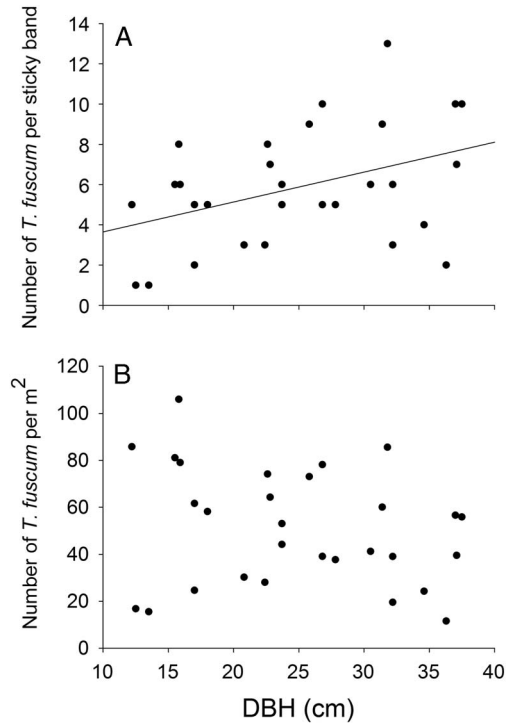 A
Number of T. fuscum per sticky band
14
12
10
8
6
4
2
0
B
Number of T. fuscum per m2
120
100
80
60
40
20
0
10 15 20 25 30 35 40
DBH (cm)